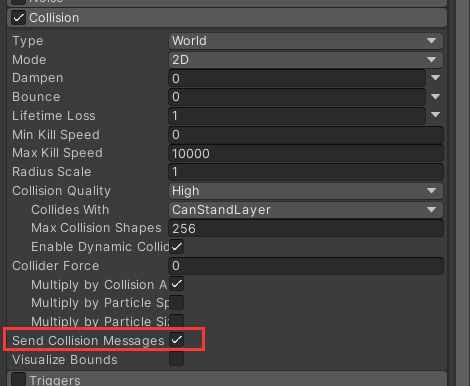 Collision
Type World
Mode 2D
Dampen 0
Bounce 0
Lifetime Loss 1
Min Kill Speed 0
Max Kill Speed 10000
Radius Scale 1
Collision Quality High
Collides With CanStandLayer
Max Collision Shapes 256
Enable Dynamic Collid
Collider Force 0
Multiply by Collision A
Multiply by Particle Sp
Multiply by Particle Si
Send Collision Messages
Visualize Bounds
Triggers